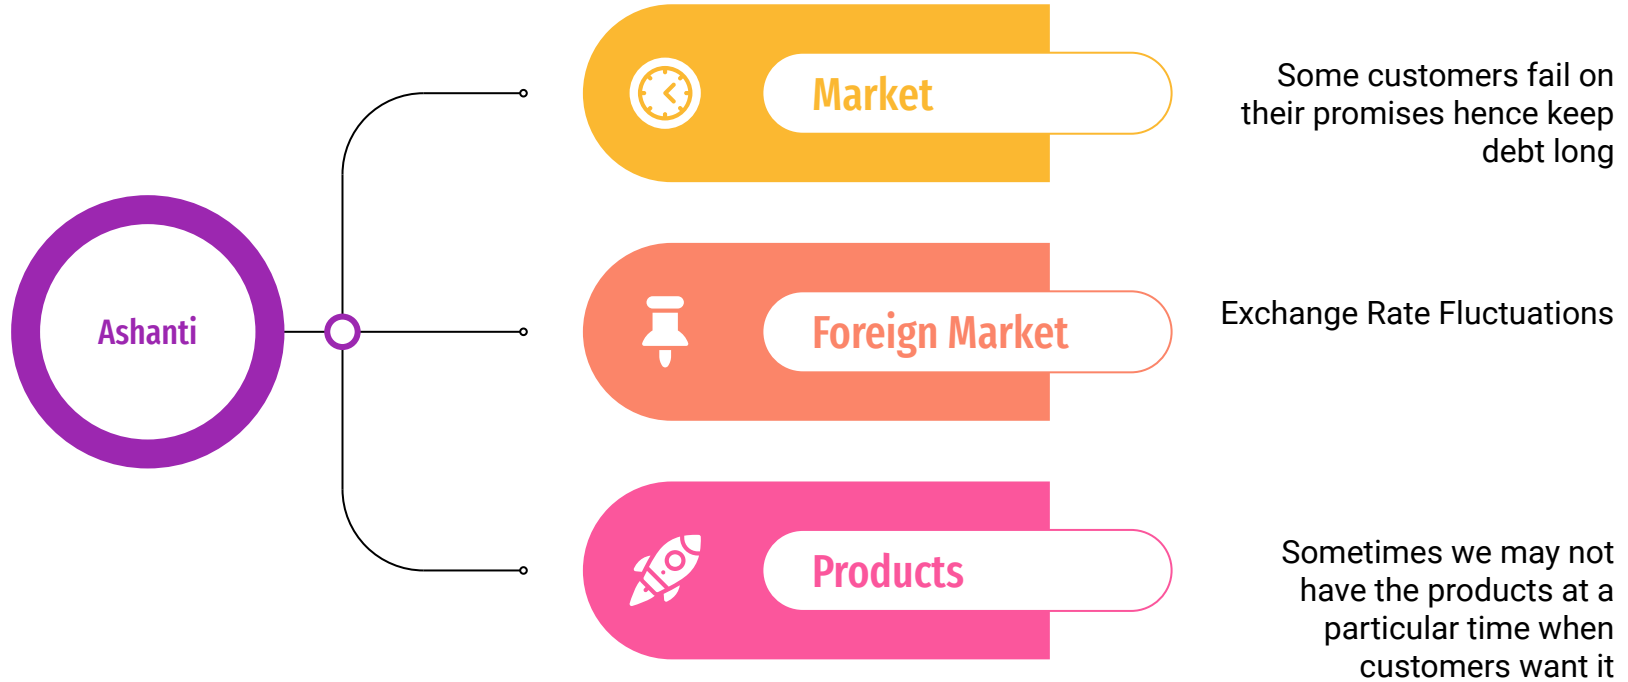 Ashanti
Market
Some customers fail on
their promises hence keep
debt long
Foreign Market
Exchange Rate Fluctuations
Products
Sometimes we may not
have the products at a
particular time when
customers want it